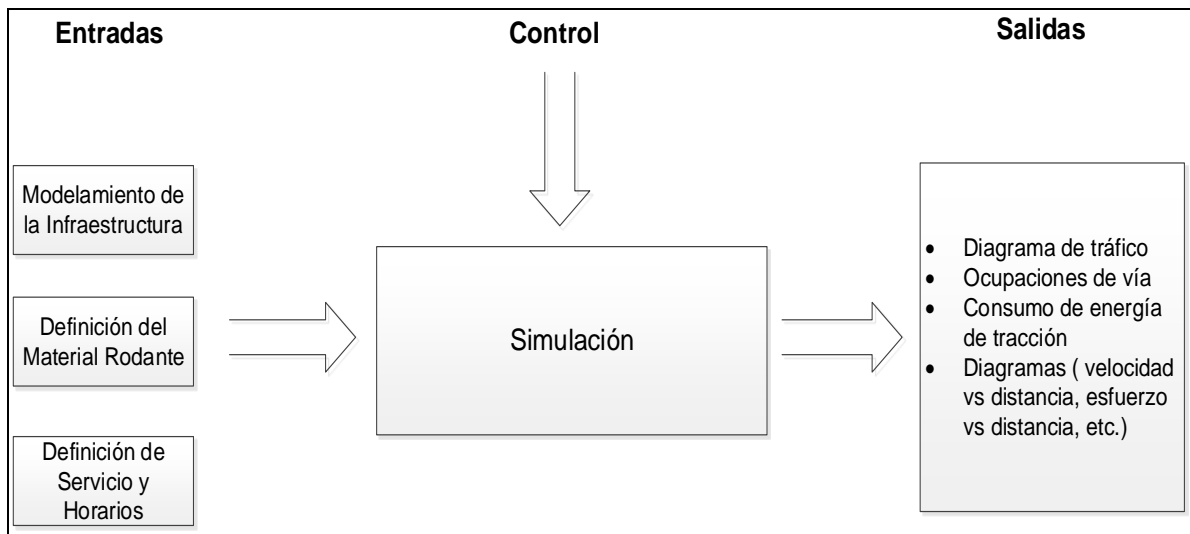 Entradas
Control
Salidas
Modelamiento de
la Infraestructura
Definición del
Material Rodante
Definición de
Servicio y
Horarios
Simulación
• Diagrama de tráfico
• Ocupaciones de vía
• Consumo de energía
de tracción
• Diagramas ( velocidad
vs distancia, esfuerzo
vs distancia, etc.)